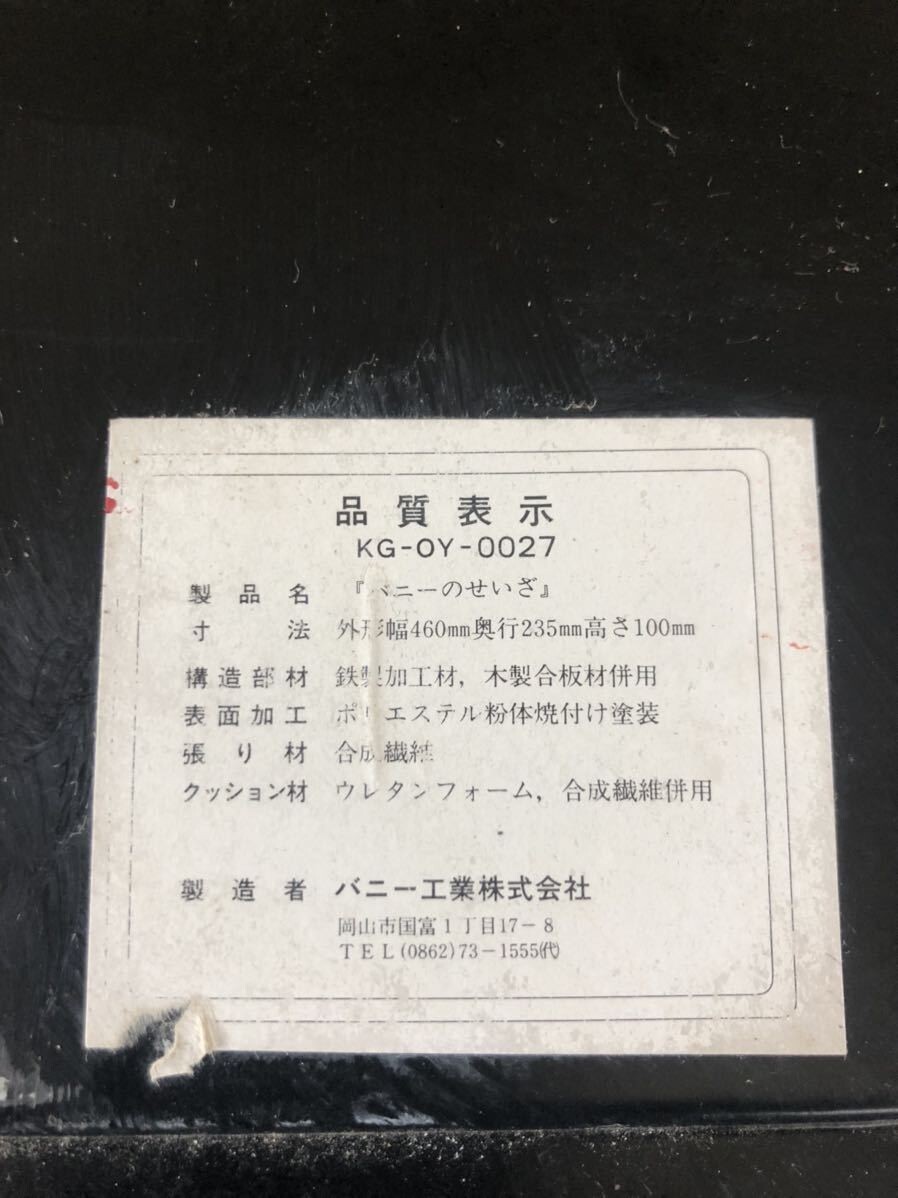 品質表示
KG-OY-0027
製品名 『バニーのせいざ』
寸法 外形幅460mm奥行235mm高さ100mm
構造部材 鉄製加工材，木製合板材併用
表面加工 ポリエステル粉体焼付け塗装
張り材 合成繊維
クッション材 ウレタンフォーム，合成繊維併用
製造者 バニー工業株式会社
岡山市国富1丁目17-8
TEL(0862)73-1555㈹